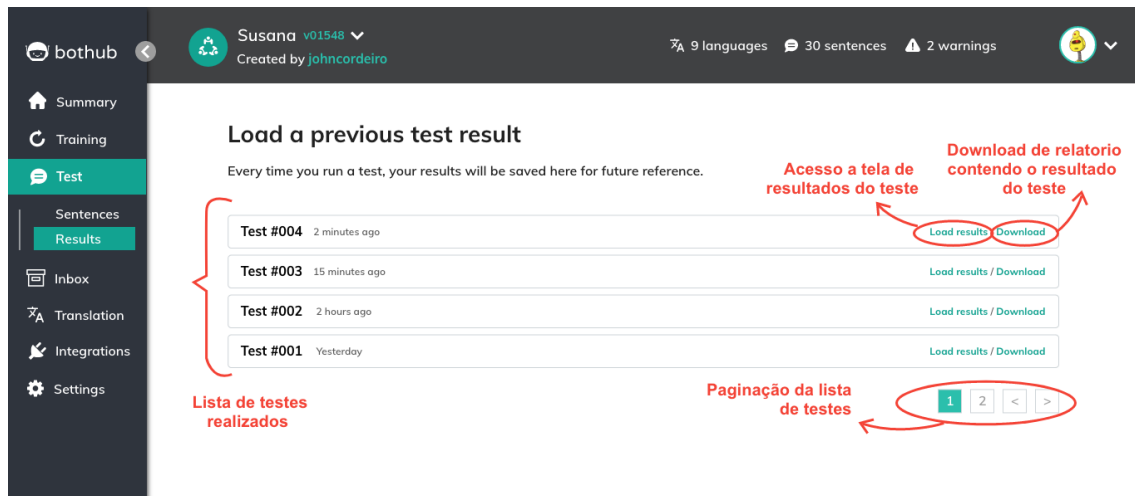 bothub
Susana v01548
Created by johncordeiro
9 languages
30 sentences
2 warnings
Summary
Training
Test
Sentences
Results
Inbox
Translation
Integrations
Settings
Load a previous test result
Every time you run a test, your results will be saved here for future reference.
Acesso a tela de
resultados do teste
Download de relatorio
contendo o resultado
do teste
Test #004 2 minutes ago Load results / Download
Test #003 15 minutes ago Load results / Download
Test #002 2 hours ago Load results / Download
Test #001 Yesterday Load results / Download
Lista de testes
realizados
Paginação da lista
de testes
1 2 < >